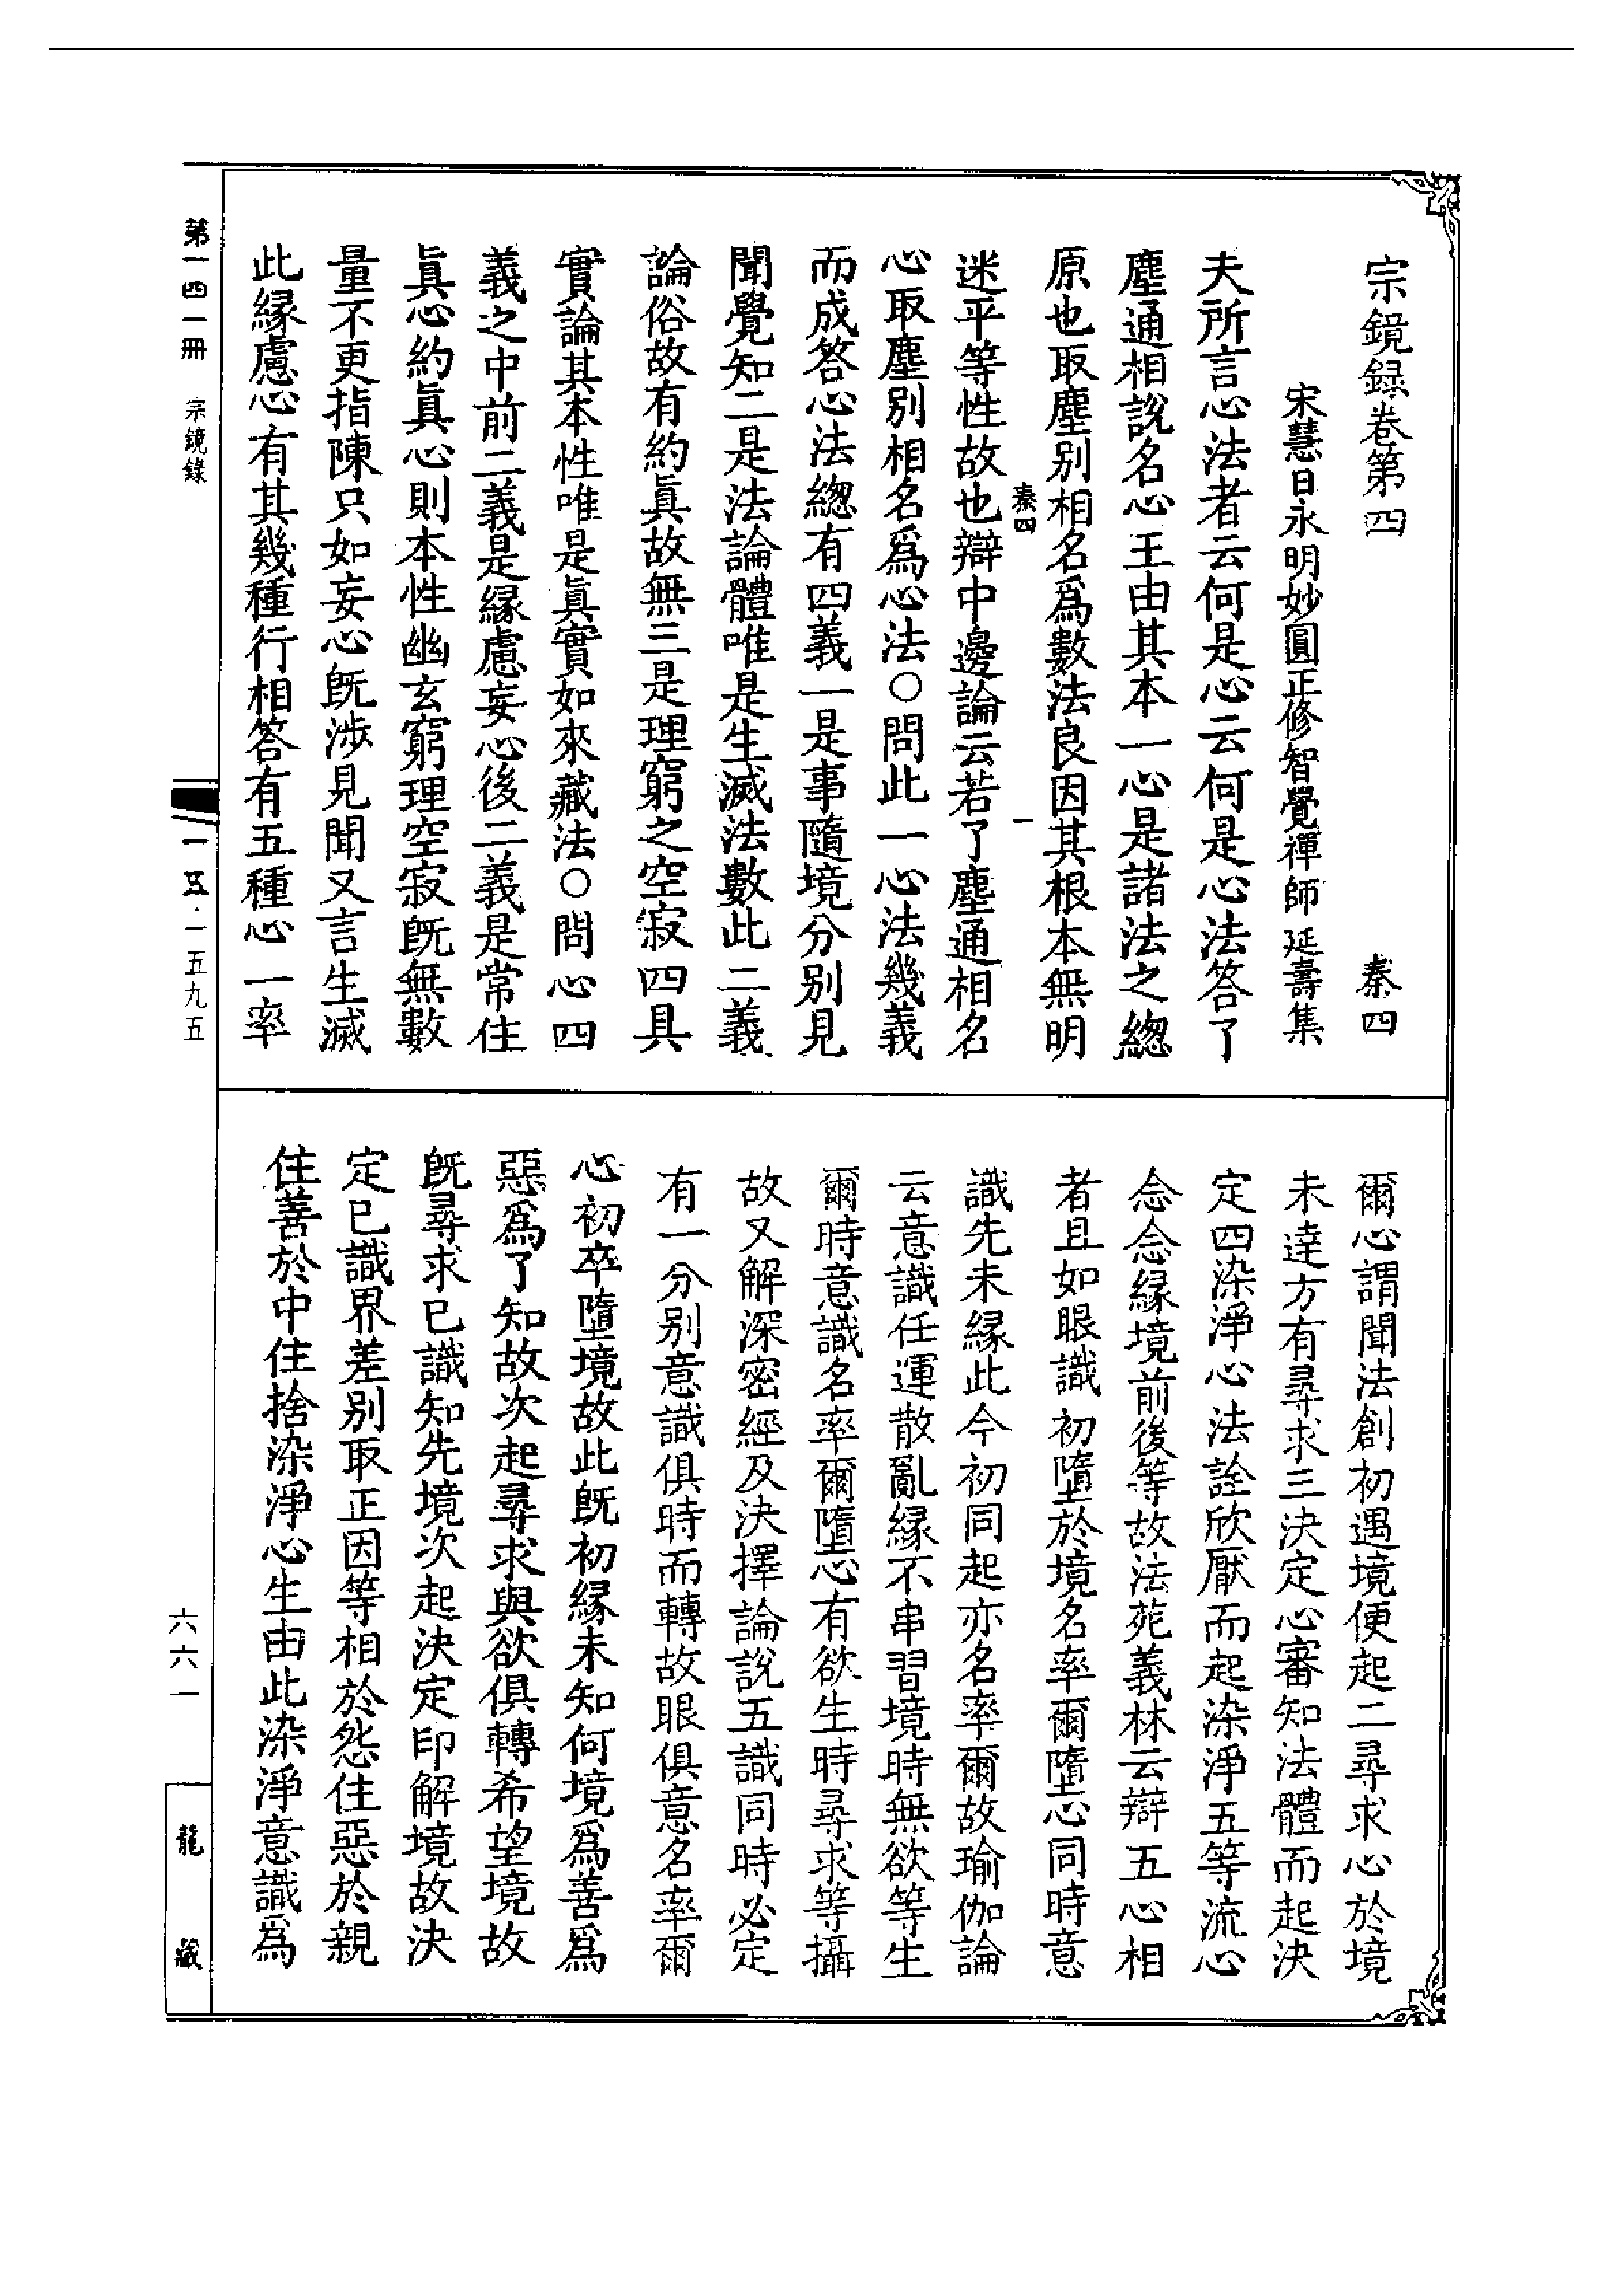 宗鏡録卷第四　秦四
宋慧日永明妙圓正修智覺禪師延壽集
夫所言心法者云何是心云何是心法答了
塵通相說名心王由其本一心是諸法之總
原也取塵別相名爲數法良因其根本無明
秦四　一
迷平等性故也辯中邊論云若了塵通相名
心取塵別相名爲心法○問此一心法幾義
而成答心法總有四義一是事隨境分別見
聞覺知二是法論體唯是生滅法數此二義
論俗故有約眞故無三是理窮之空寂四具
實論其本性唯是眞實如來藏法○問心四
義之中前二義是縁慮妄心後二義是常住
眞心約眞心則本性幽玄窮理空寂旣無數
量不更指陳只如妄心旣涉見聞又言生滅
此縁慮心有其幾種行相答有五種心一率
爾心謂聞法創初遇境便起二尋求心於境
未達方有尋求三決定心審知法體而起決
定四染淨心法詮欣厭而起染淨五等流心
念念縁境前後等故法苑義林云辯五心相
者且如眼識初墮於境名率爾墮心同時意
識先未縁此今初同起亦名率爾故瑜伽論
云意識任運散亂縁不串習境時無欲等生
爾時意識名率爾墮心有欲生時尋求等攝
故又解深密經及決擇論說五識同時必定
有一分別意識俱時而轉故眼俱意名率爾
心初卒墮境故此旣初縁未知何境爲善爲
惡爲了知故次起尋求與欲俱轉希望境故
旣尋求已識知先境次起決定印解境故決
定已識界差別取正因等相於怨住惡於親
住善於中住捨染淨心生由此染淨意識爲
第一四一冊　宗鏡錄
一五·一五九五
六六一
龍藏